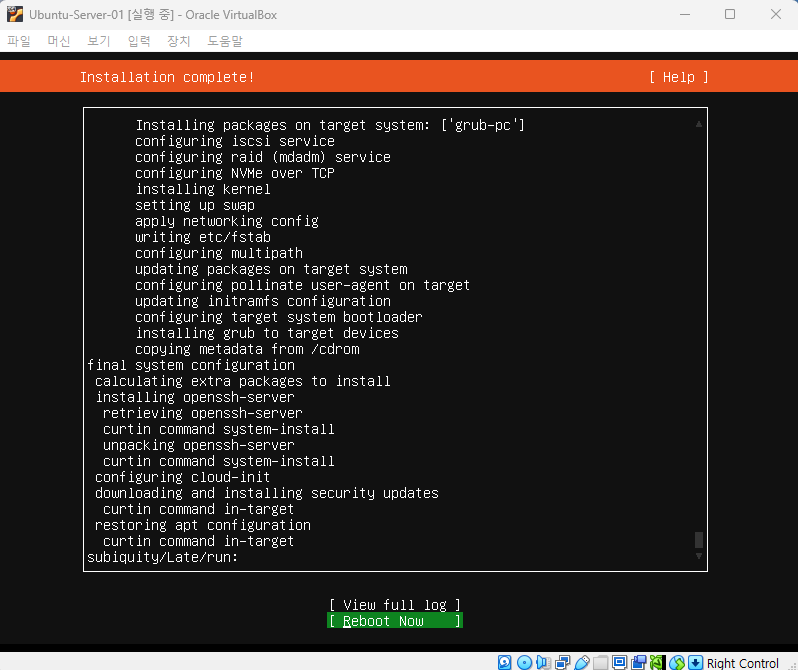 Ubuntu-Server-01 [실행 중] - Oracle VirtualBox
파일 머신 보기 입력 장치 도움말
Installation complete! [ Help ]
Installing packages on target system: ['grub-pc']
configuring iscsi service
configuring raid (mdadm) service
configuring NVMe over TCP
installing kernel
setting up swap
apply networking config
writing etc/fstab
configuring multipath
updating packages on target system
configuring pollinate user-agent on target
updating initramfs configuration
configuring target system bootloader
installing grub to target devices
copying metadata from /cdrom
final system configuration
calculating extra packages to install
installing openssh-server
retrieving openssh-server
curtin command system-install
unpacking openssh-server
curtin command system-install
configuring cloud-init
downloading and installing security updates
curtin command in-target
restoring apt configuration
curtin command in-target
subiquity/Late/run:
[ View full log ]
[ Reboot Now ]
Right Control